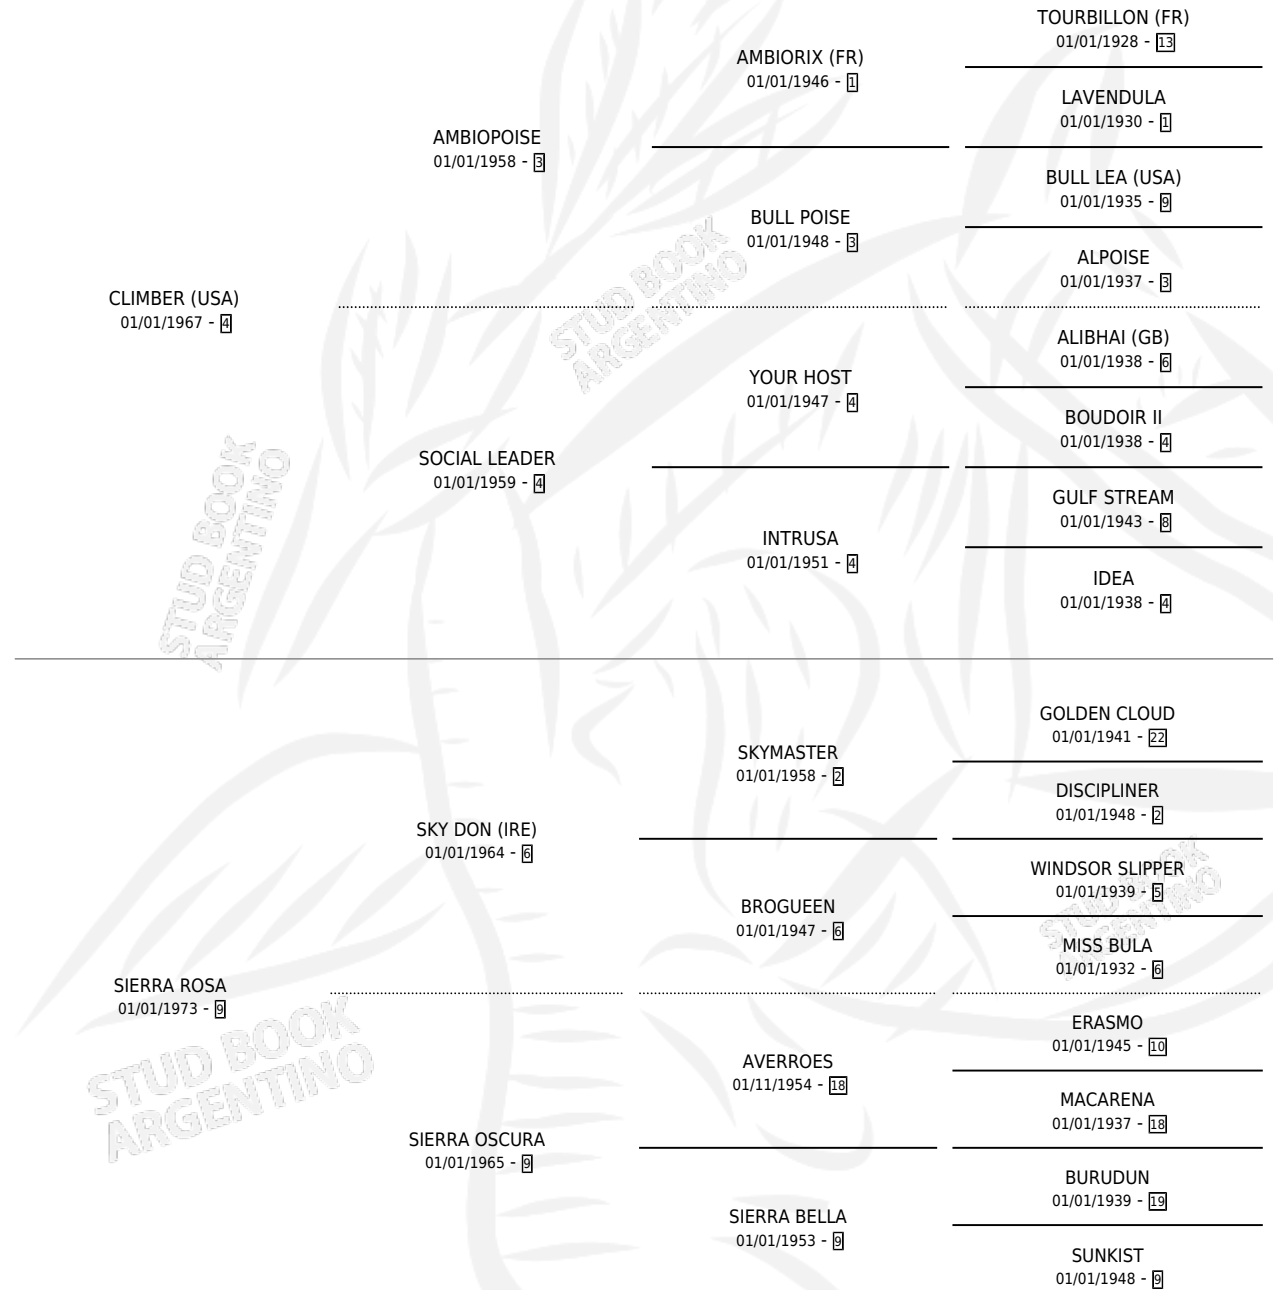 TOURBILLON (FR)
01/01/1928 - 13
AMBIORIX (FR)
01/01/1946 - 1
LAVENDULA
01/01/1930 - 1
AMBIOPOISE
01/01/1958 - 3
BULL LEA (USA)
01/01/1935 - 9
BULL POISE
01/01/1948 - 3
ALPOISE
01/01/1937 - 3
CLIMBER (USA)
01/01/1967 - 4
ALIBHAI (GB)
01/01/1938 - 6
YOUR HOST
01/01/1947 - 4
BOUDOIR II
01/01/1938 - 4
SOCIAL LEADER
01/01/1959 - 4
GULF STREAM
01/01/1943 - 8
INTRUSA
01/01/1951 - 4
IDEA
01/01/1938 - 4
GOLDEN CLOUD
01/01/1941 - 22
SKYMASTER
01/01/1958 - 2
DISCIPLINER
01/01/1948 - 2
SKY DON (IRE)
01/01/1964 - 6
WINDSOR SLIPPER
01/01/1939 - 5
BROGUEEN
01/01/1947 - 6
MISS BULA
01/01/1932 - 6
SIERRA ROSA
01/01/1973 - 9
ERASMO
01/01/1945 - 10
AVERROES
01/11/1954 - 18
MACARENA
01/01/1937 - 18
SIERRA OSCURA
01/01/1965 - 9
BURUDUN
01/01/1939 - 19
SIERRA BELLA
01/01/1953 - 9
SUNKIST
01/01/1948 - 9
STUD BOOK
ARGENTINO
STUD BOOK
ARGENTINO
STUD BOOK
ARGENTINO
STUD BOOK
ARGENTINO